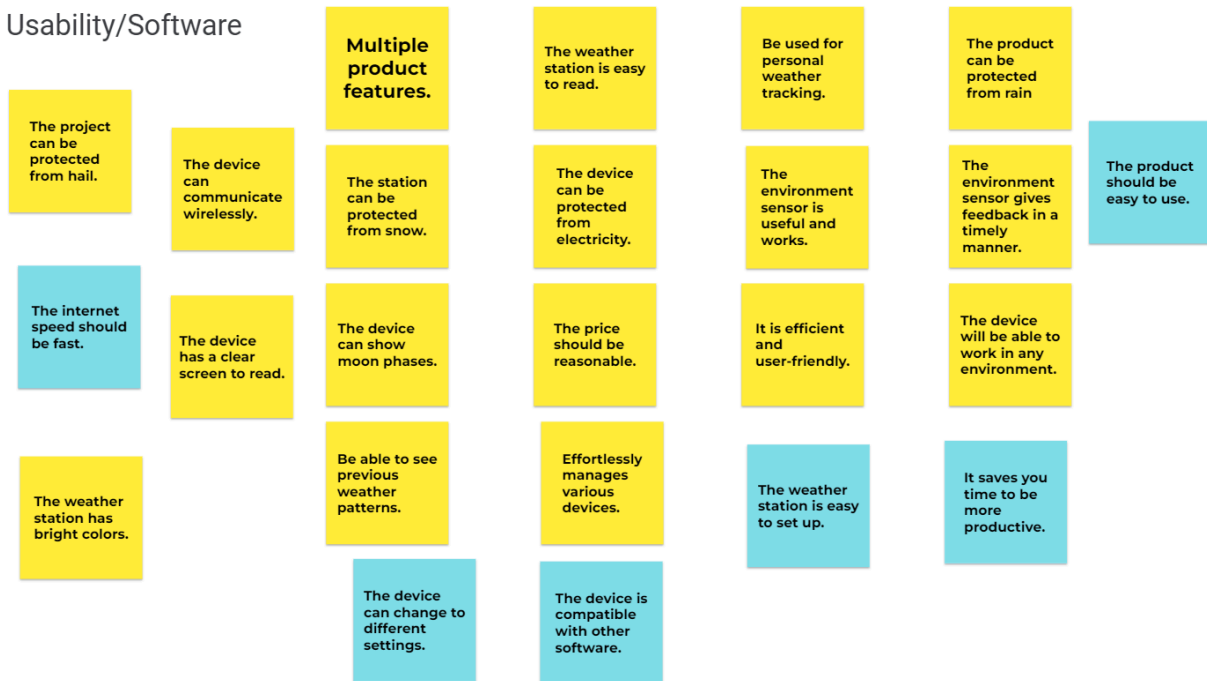 Usability/Software
Multiple
product
features.
The weather
station is easy
to read.
Be used for
personal
weather
tracking.
The product
can be
protected
from rain
The project
can be
protected
from hail.
The device
can
communicate
wirelessly.
The station
can be
protected
from snow.
The device
can be
protected
from
electricity.
The
environment
sensor is
useful and
works.
The
environment
sensor gives
feedback in a
timely
manner.
The product
should be
easy to use.
The internet
speed should
be fast.
The device
has a clear
screen to read.
The device
can show
moon phases.
The price
should be
reasonable.
It is efficient
and
user-friendly.
The device
will be able to
work in any
environment.
The weather
station has
bright colors.
Be able to see
previous
weather
patterns.
Effortlessly
manages
various
devices.
The weather
station is easy
to set up.
It saves you
time to be
more
productive.
The device
can change to
different
settings.
The device is
compatible
with other
software.